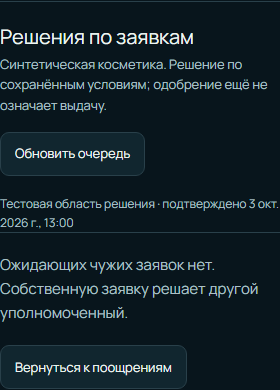 Решения по заявкам
Синтетическая косметика. Решение по
сохранённым условиям; одобрение ещё не
означает выдачу.
Обновить очередь
Тестовая область решения · подтверждено 3 окт.
2026 г., 13:00
Ожидающих чужих заявок нет.
Собственную заявку решает другой
уполномоченный.
Вернуться к поощрениям